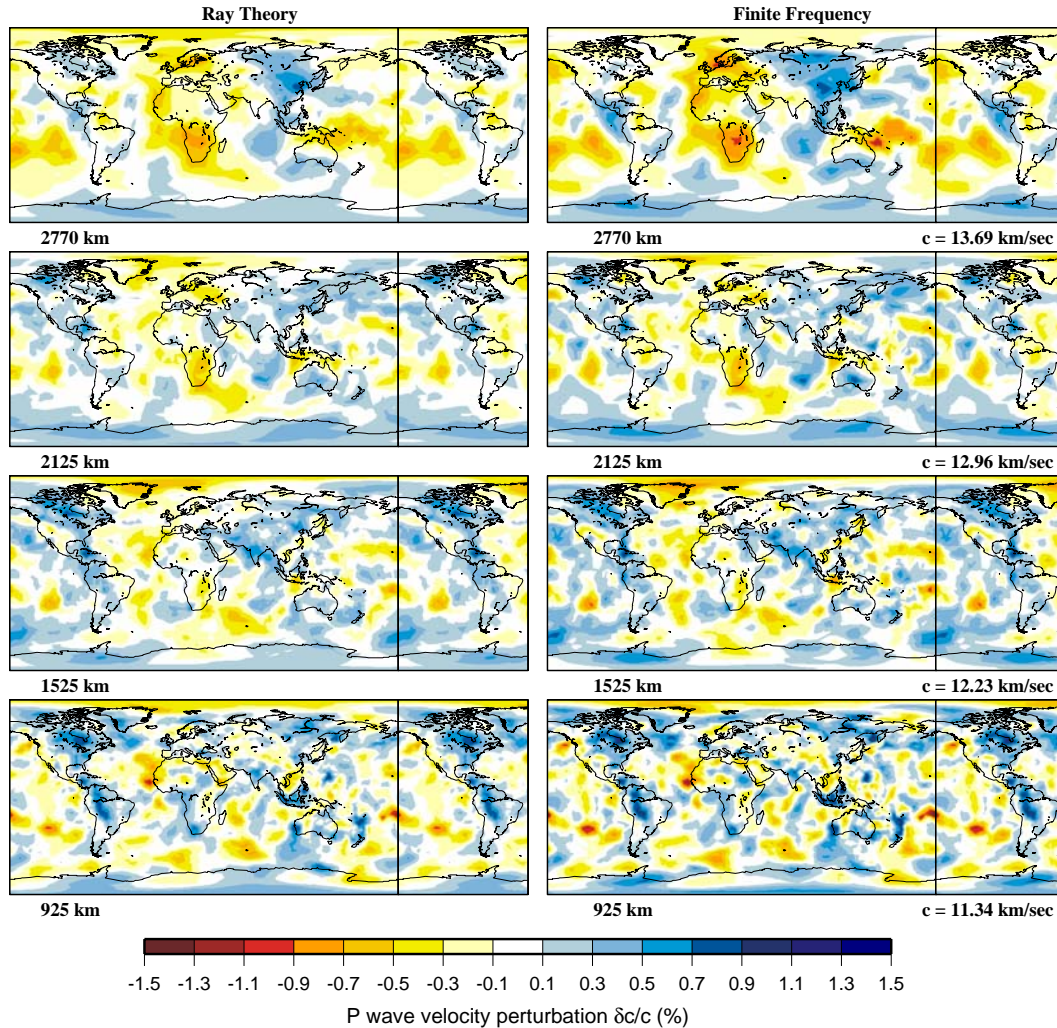 Ray Theory
Finite Frequency
2770 km
2770 km
c = 13.69 km/sec
2125 km
2125 km
c = 12.96 km/sec
1525 km
1525 km
c = 12.23 km/sec
925 km
925 km
c = 11.34 km/sec
-1.5 -1.3 -1.1 -0.9 -0.7 -0.5 -0.3 -0.1 0.1 0.3 0.5 0.7 0.9 1.1 1.3 1.5
P wave velocity perturbation δc/c (%)